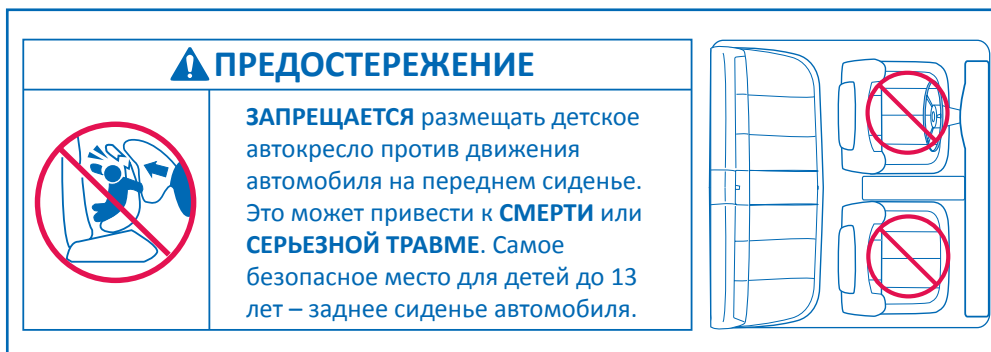 ПРЕДОСТЕРЕЖЕНИЕ
ЗАПРЕЩАЕТСЯ размещать детское
автокресло против движения
автомобиля на переднем сиденье.
Это может привести к СМЕРТИ или
СЕРЬЕЗНОЙ ТРАВМЕ. Самое
безопасное место для детей до 13
лет – заднее сиденье автомобиля.